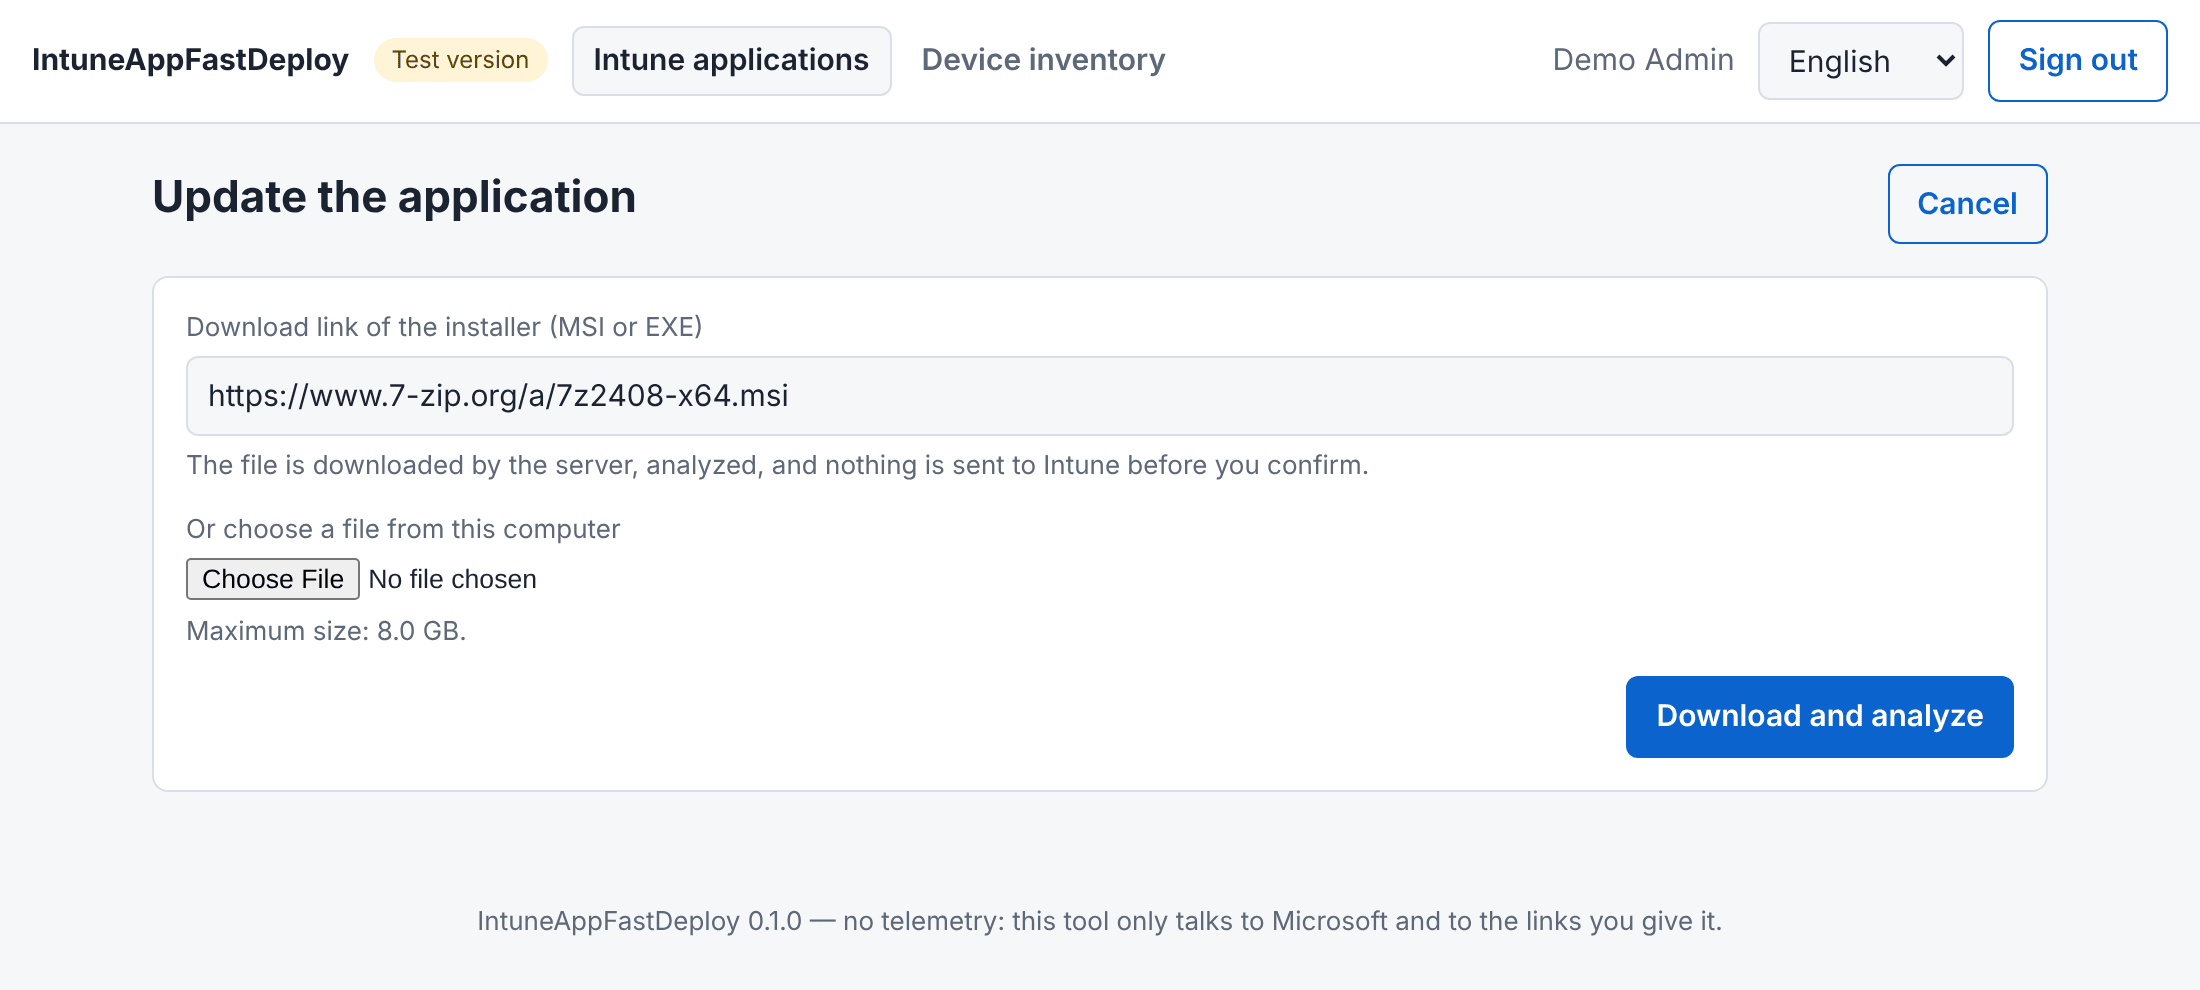 IntuneAppFastDeploy Test version Intune applications Device inventory Demo Admin English Sign out
Update the application Cancel
Download link of the installer (MSI or EXE)
https://www.7-zip.org/a/7z2408-x64.msi
The file is downloaded by the server, analyzed, and nothing is sent to Intune before you confirm.
Or choose a file from this computer
Choose File No file chosen
Maximum size: 8.0 GB.
Download and analyze
IntuneAppFastDeploy 0.1.0 — no telemetry: this tool only talks to Microsoft and to the links you give it.